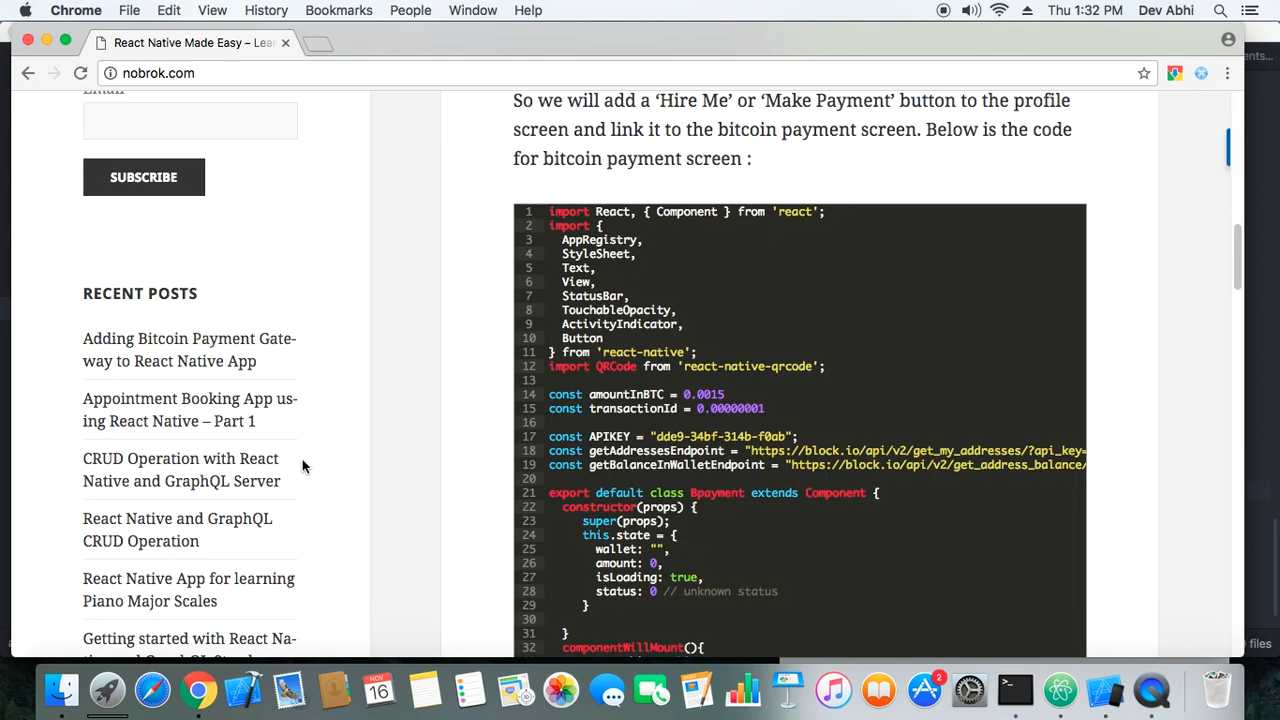 Chrome File Edit View History Bookmarks People Window Help Thu 1:32 PM Dev Abhi
React Native Made Easy – Lea
nobrok.com
Email
SUBSCRIBE
RECENT POSTS
Adding Bitcoin Payment Gate-
way to React Native App
Appointment Booking App us-
ing React Native – Part 1
CRUD Operation with React
Native and GraphQL Server
React Native and GraphQL
CRUD Operation
React Native App for learning
Piano Major Scales
Getting started with React Na-
So we will add a ‘Hire Me’ or ‘Make Payment’ button to the profile
screen and link it to the bitcoin payment screen. Below is the code
for bitcoin payment screen :
1 import React, { Component } from 'react';
2 import {
3 AppRegistry,
4 StyleSheet,
5 Text,
6 View,
7 StatusBar,
8 TouchableOpacity,
9 ActivityIndicator,
10 Button
11 } from 'react-native';
12 import QRCode from 'react-native-qrcode';
13
14 const amountInBTC = 0.0015
15 const transactionId = 0.00000001
16
17 const APIKEY = "dde9-34bf-314b-f0ab";
18 const getAddressesEndpoint = "https://block.io/api/v2/get_my_addresses/?api_key=
19 const getBalanceInWalletEndpoint = "https://block.io/api/v2/get_address_balance/
20
21 export default class Bpayment extends Component {
22 constructor(props) {
23 super(props);
24 this.state = {
25 wallet: "",
26 amount: 0,
27 isLoading: true,
28 status: 0 // unknown status
29 }
30
31 }
32 componentWillMount(){
ents...
files
NOV
16
2